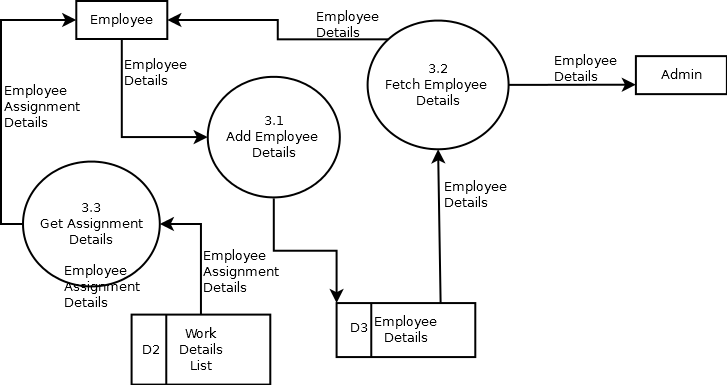 Employee
Employee
Details
Employee
Details
3.2
Fetch Employee
Details
Employee
Details
Admin
Employee
Assignment
Details
3.1
Add Employee
Details
Employee
Details
3.3
Get Assignment
Details
Employee
Assignment
Details
Employee
Assignment
Details
D2
Work
Details
List
D3
Employee
Details